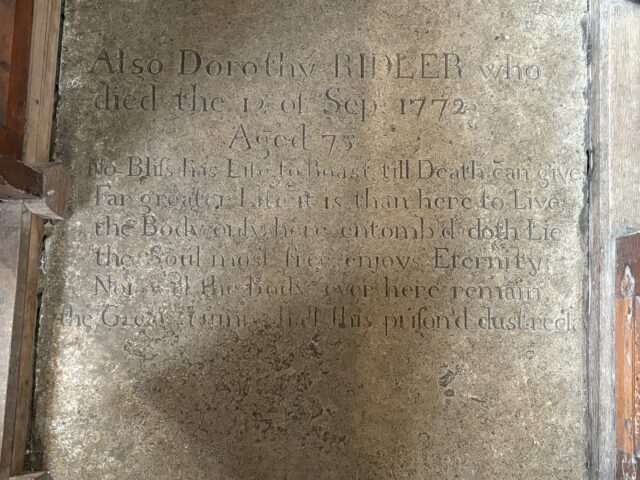 Also Dorothy RIDLER who
died the 12 of Sep 1772
Aged 75
No Bliſs has Life to Boast till Death can give
Far greater Life it is than here to Live
the Body only here entomb'd doth Lie
the Soul most free enjoys Eternity
Nor will the Body ever here remain
the Great shall this prison'd dust